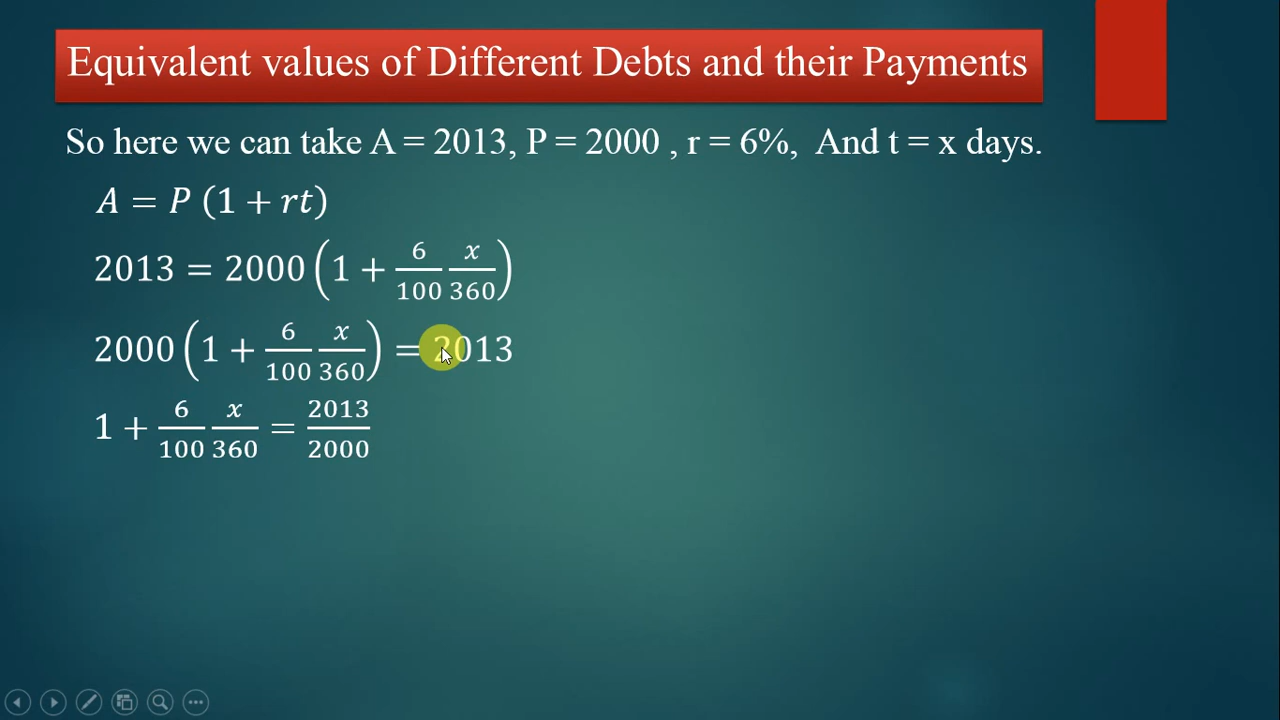 Equivalent values of Different Debts and their Payments
So here we can take A = 2013, P = 2000 , r = 6%,  And t = x days.
A = P (1 + rt)
2013 = 2000 (1 + 6/100 x/360)
2000 (1 + 6/100 x/360) = 2013
1 + 6/100 x/360 = 2013/2000